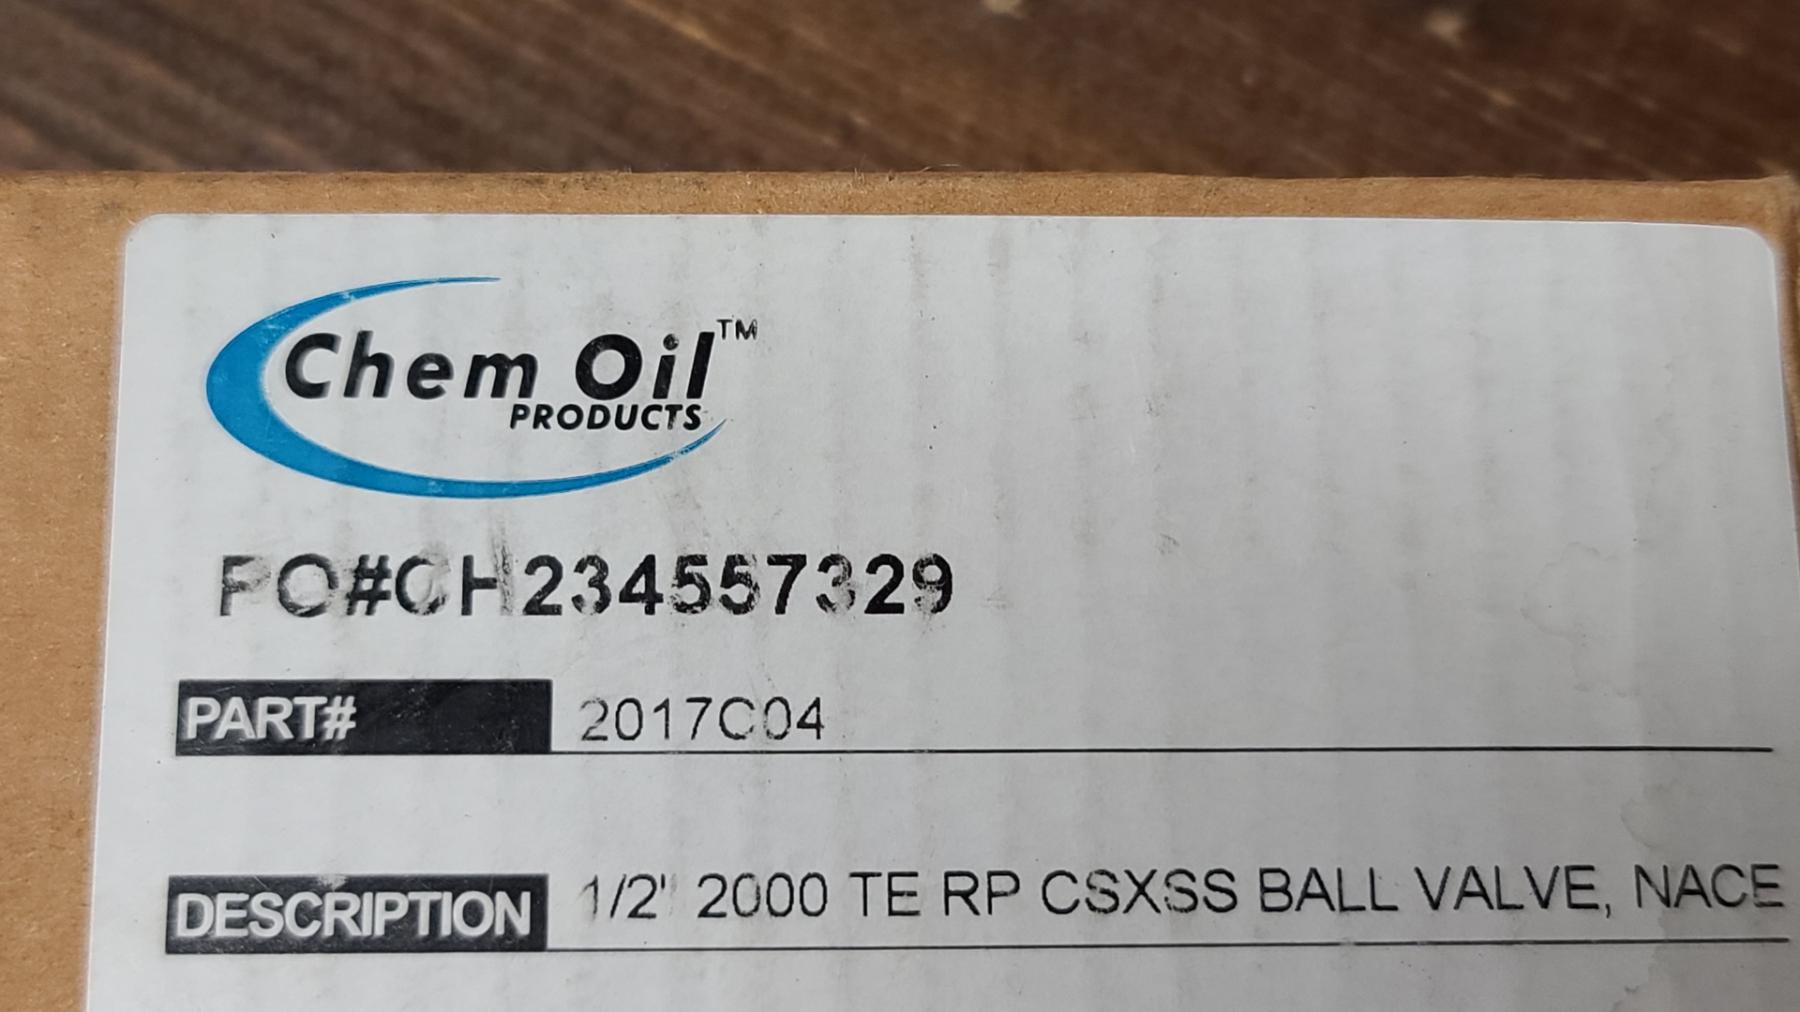 Chem Oil™
PRODUCTS
PO#CH234557329
PART# 2017C04
DESCRIPTION 1/2" 2000 TE RP CSXSS BALL VALVE, NACE